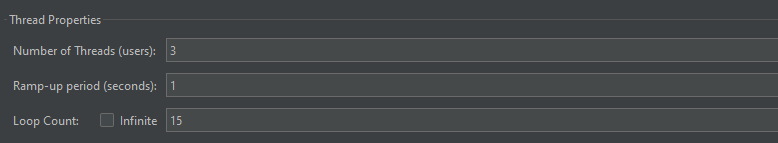 Thread Properties
Number of Threads (users): 3
Ramp-up period (seconds): 1
Loop Count: Infinite 15